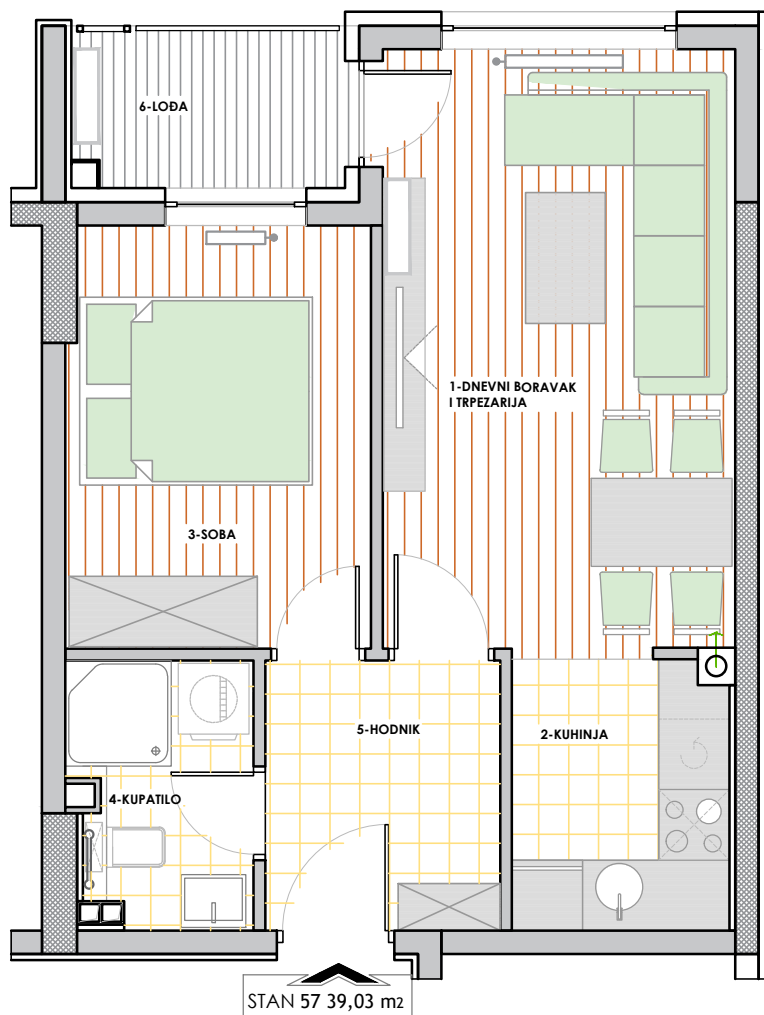 6-LOĐA
1-DNEVNI BORAVAK
I TRPEZARIJA
3-SOBA
5-HODNIK
2-KUHINJA
4-KUPATILO
STAN 57 39,03 m2